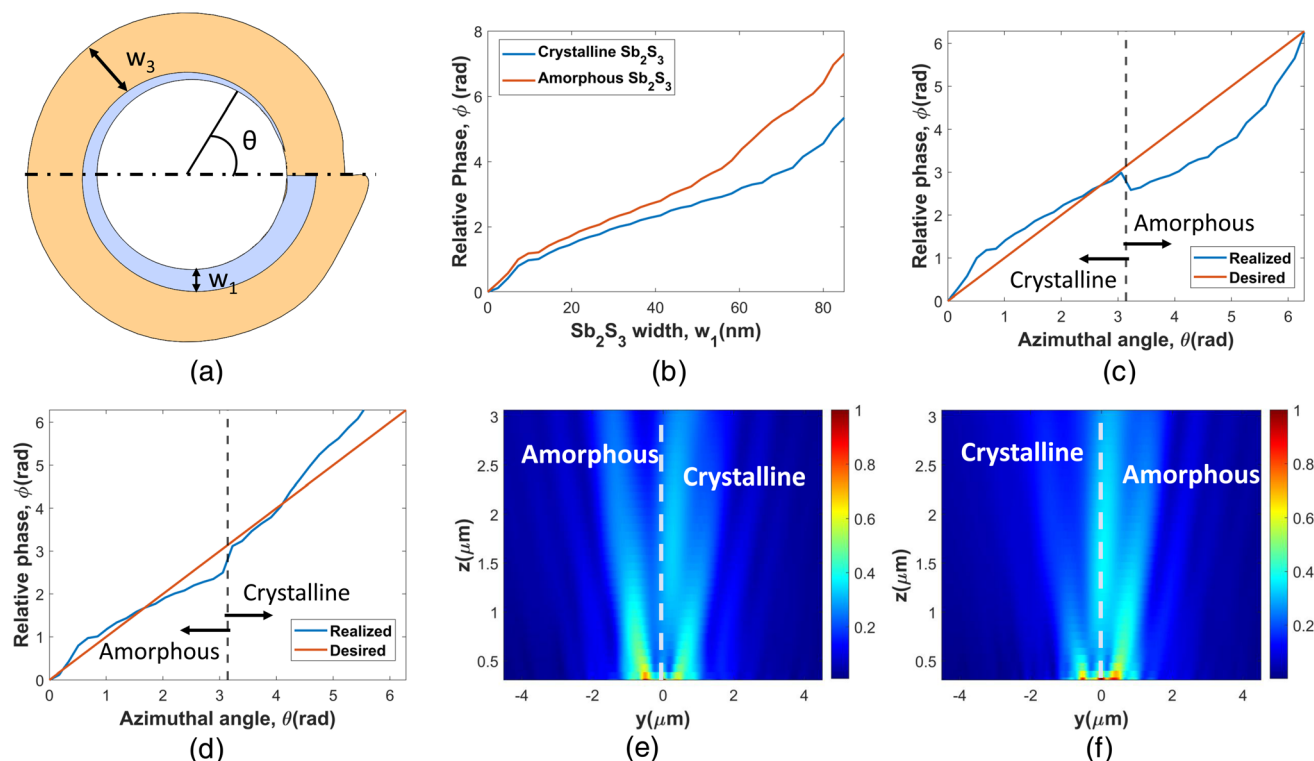 w₃
θ
w₁
(a)
8
6
4
2
0
Relative Phase, ϕ (rad)
Crystalline Sb₂S₃
Amorphous Sb₂S₃
0 20 40 60 80
Sb₂S₃ width, w₁(nm)
(b)
6
5
4
3
2
1
0
Relative phase, ϕ(rad)
Amorphous
Crystalline
Realized
Desired
0 1 2 3 4 5 6
Azimuthal angle, θ(rad)
(c)
6
5
4
3
2
1
0
Relative phase, ϕ(rad)
Crystalline
Amorphous
Realized
Desired
0 1 2 3 4 5 6
Azimuthal angle, θ(rad)
(d)
3
2.5
2
1.5
1
0.5
z(μm)
Amorphous
Crystalline
-4 -2 0 2 4
y(μm)
1
0.8
0.6
0.4
0.2
(e)
3
2.5
2
1.5
1
0.5
z(μm)
Crystalline
Amorphous
-4 -2 0 2 4
y(μm)
1
0.8
0.6
0.4
0.2
(f)